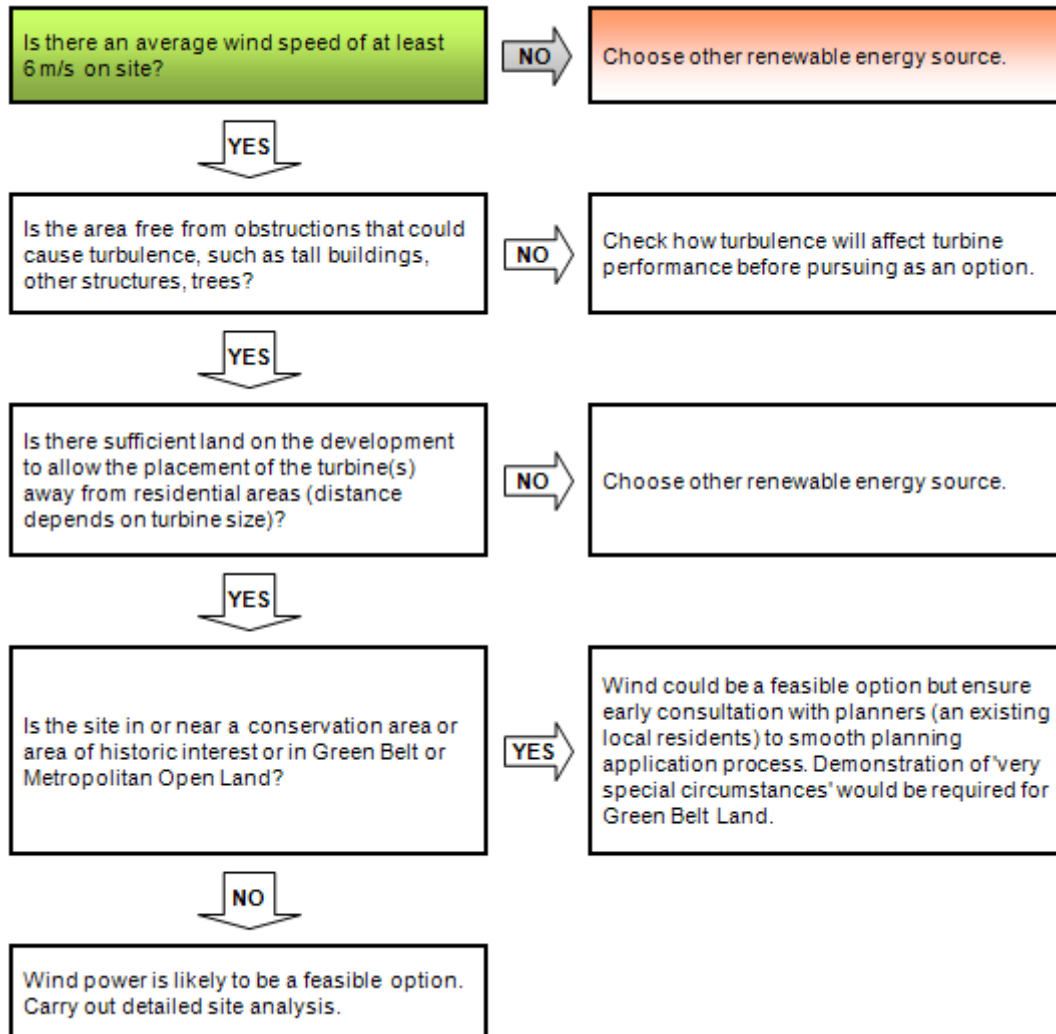 Is there an average wind speed of at least
6 m/s on site?
NO
Choose other renewable energy source.
YES
Is the area free from obstructions that could
cause turbulence, such as tall buildings,
other structures, trees?
NO
Check how turbulence will affect turbine
performance before pursuing as an option.
YES
Is there sufficient land on the development
to allow the placement of the turbine(s)
away from residential areas (distance
depends on turbine size)?
NO
Choose other renewable energy source.
YES
Is the site in or near a conservation area or
area of historic interest or in Green Belt or
Metropolitan Open Land?
YES
Wind could be a feasible option but ensure
early consultation with planners (an existing
local residents) to smooth planning
application process. Demonstration of 'very
special circumstances' would be required for
Green Belt Land.
NO
Wind power is likely to be a feasible option.
Carry out detailed site analysis.